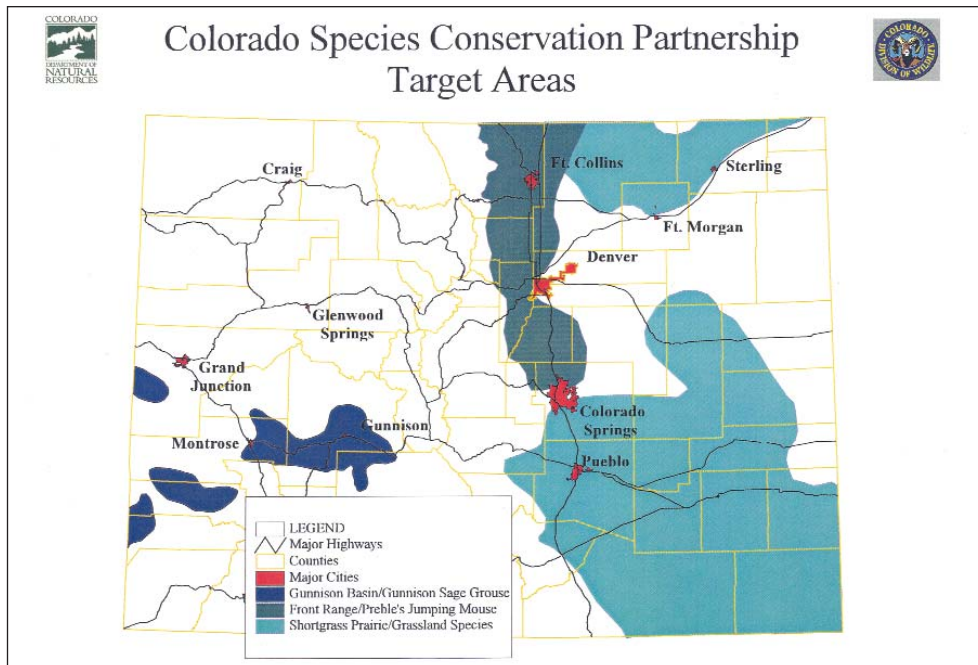 COLORADO
DEPARTMENT OF
NATURAL
RESOURCES
Colorado Species Conservation Partnership
Target Areas
COLORADO
DIVISION OF WILDLIFE
Craig
Ft. Collins
Sterling
Ft. Morgan
Denver
Glenwood
Springs
Grand
Junction
Colorado
Springs
Montrose
Gunnison
Pueblo
LEGEND
Major Highways
Counties
Major Cities
Gunnison Basin/Gunnison Sage Grouse
Front Range/Preble's Jumping Mouse
Shortgrass Prairie/Grassland Species